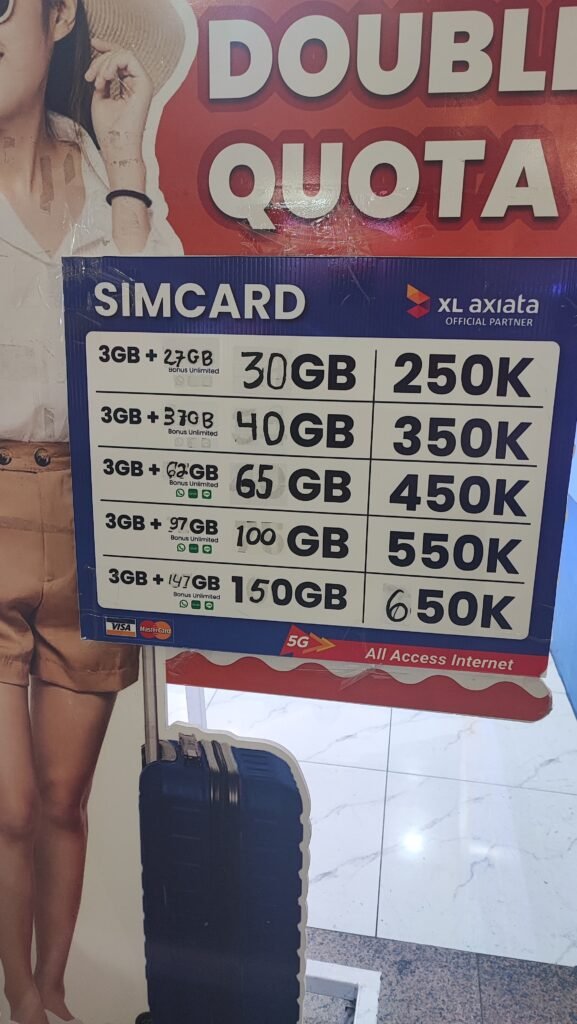 DOUBL
QUOTA
SIMCARD
XL axiata
OFFICIAL PARTNER
3GB + 27GB 30GB 250K
Bonus Unlimited
3GB + 37GB 40GB 350K
Bonus Unlimited
3GB + 62GB 65 GB 450K
Bonus Unlimited
3GB + 97GB 100 GB 550K
Bonus Unlimited
3GB + 147GB 150GB 650K
Bonus Unlimited
VISA MasterCard
5G All Access Internet